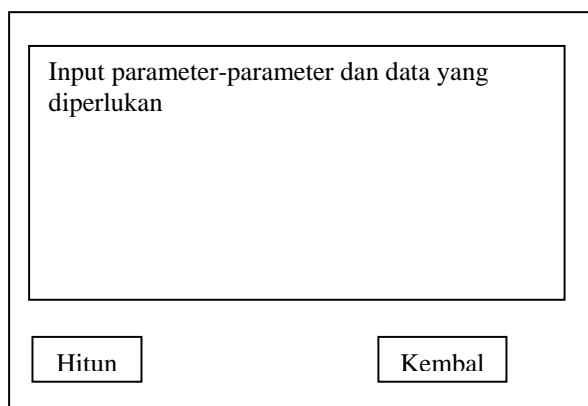 Input parameter-parameter dan data yang
diperlukan
Hitun
Kembal